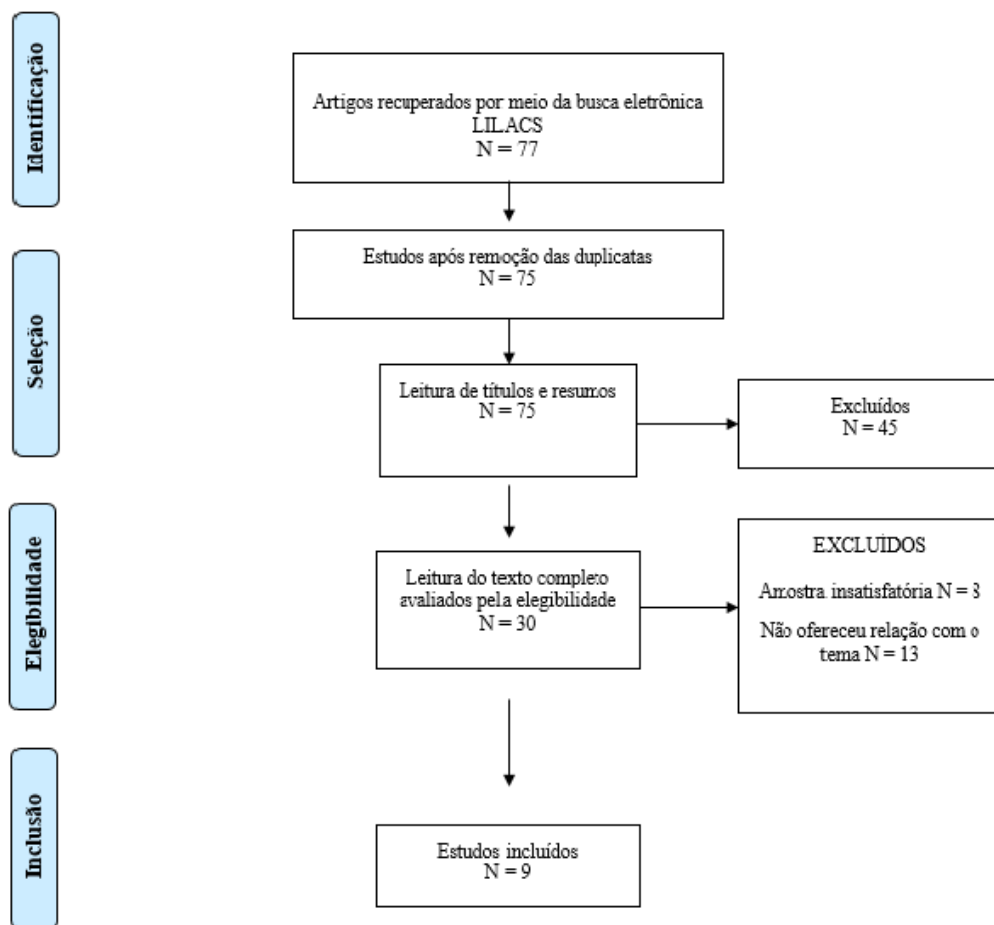 Identificação
Artigos recuperados por meio da busca eletrônica
LILACS
N = 77
Seleção
Estudos após remoção das duplicatas
N = 75
Leitura de títulos e resumos
N = 75
Excluídos
N = 45
Elegibilidade
Leitura do texto completo
avaliados pela elegibilidade
N = 30
EXCLUÍDOS
Amostra insatisfatória N = 8
Não ofereceu relação com o
tema N = 13
Inclusão
Estudos incluídos
N = 9